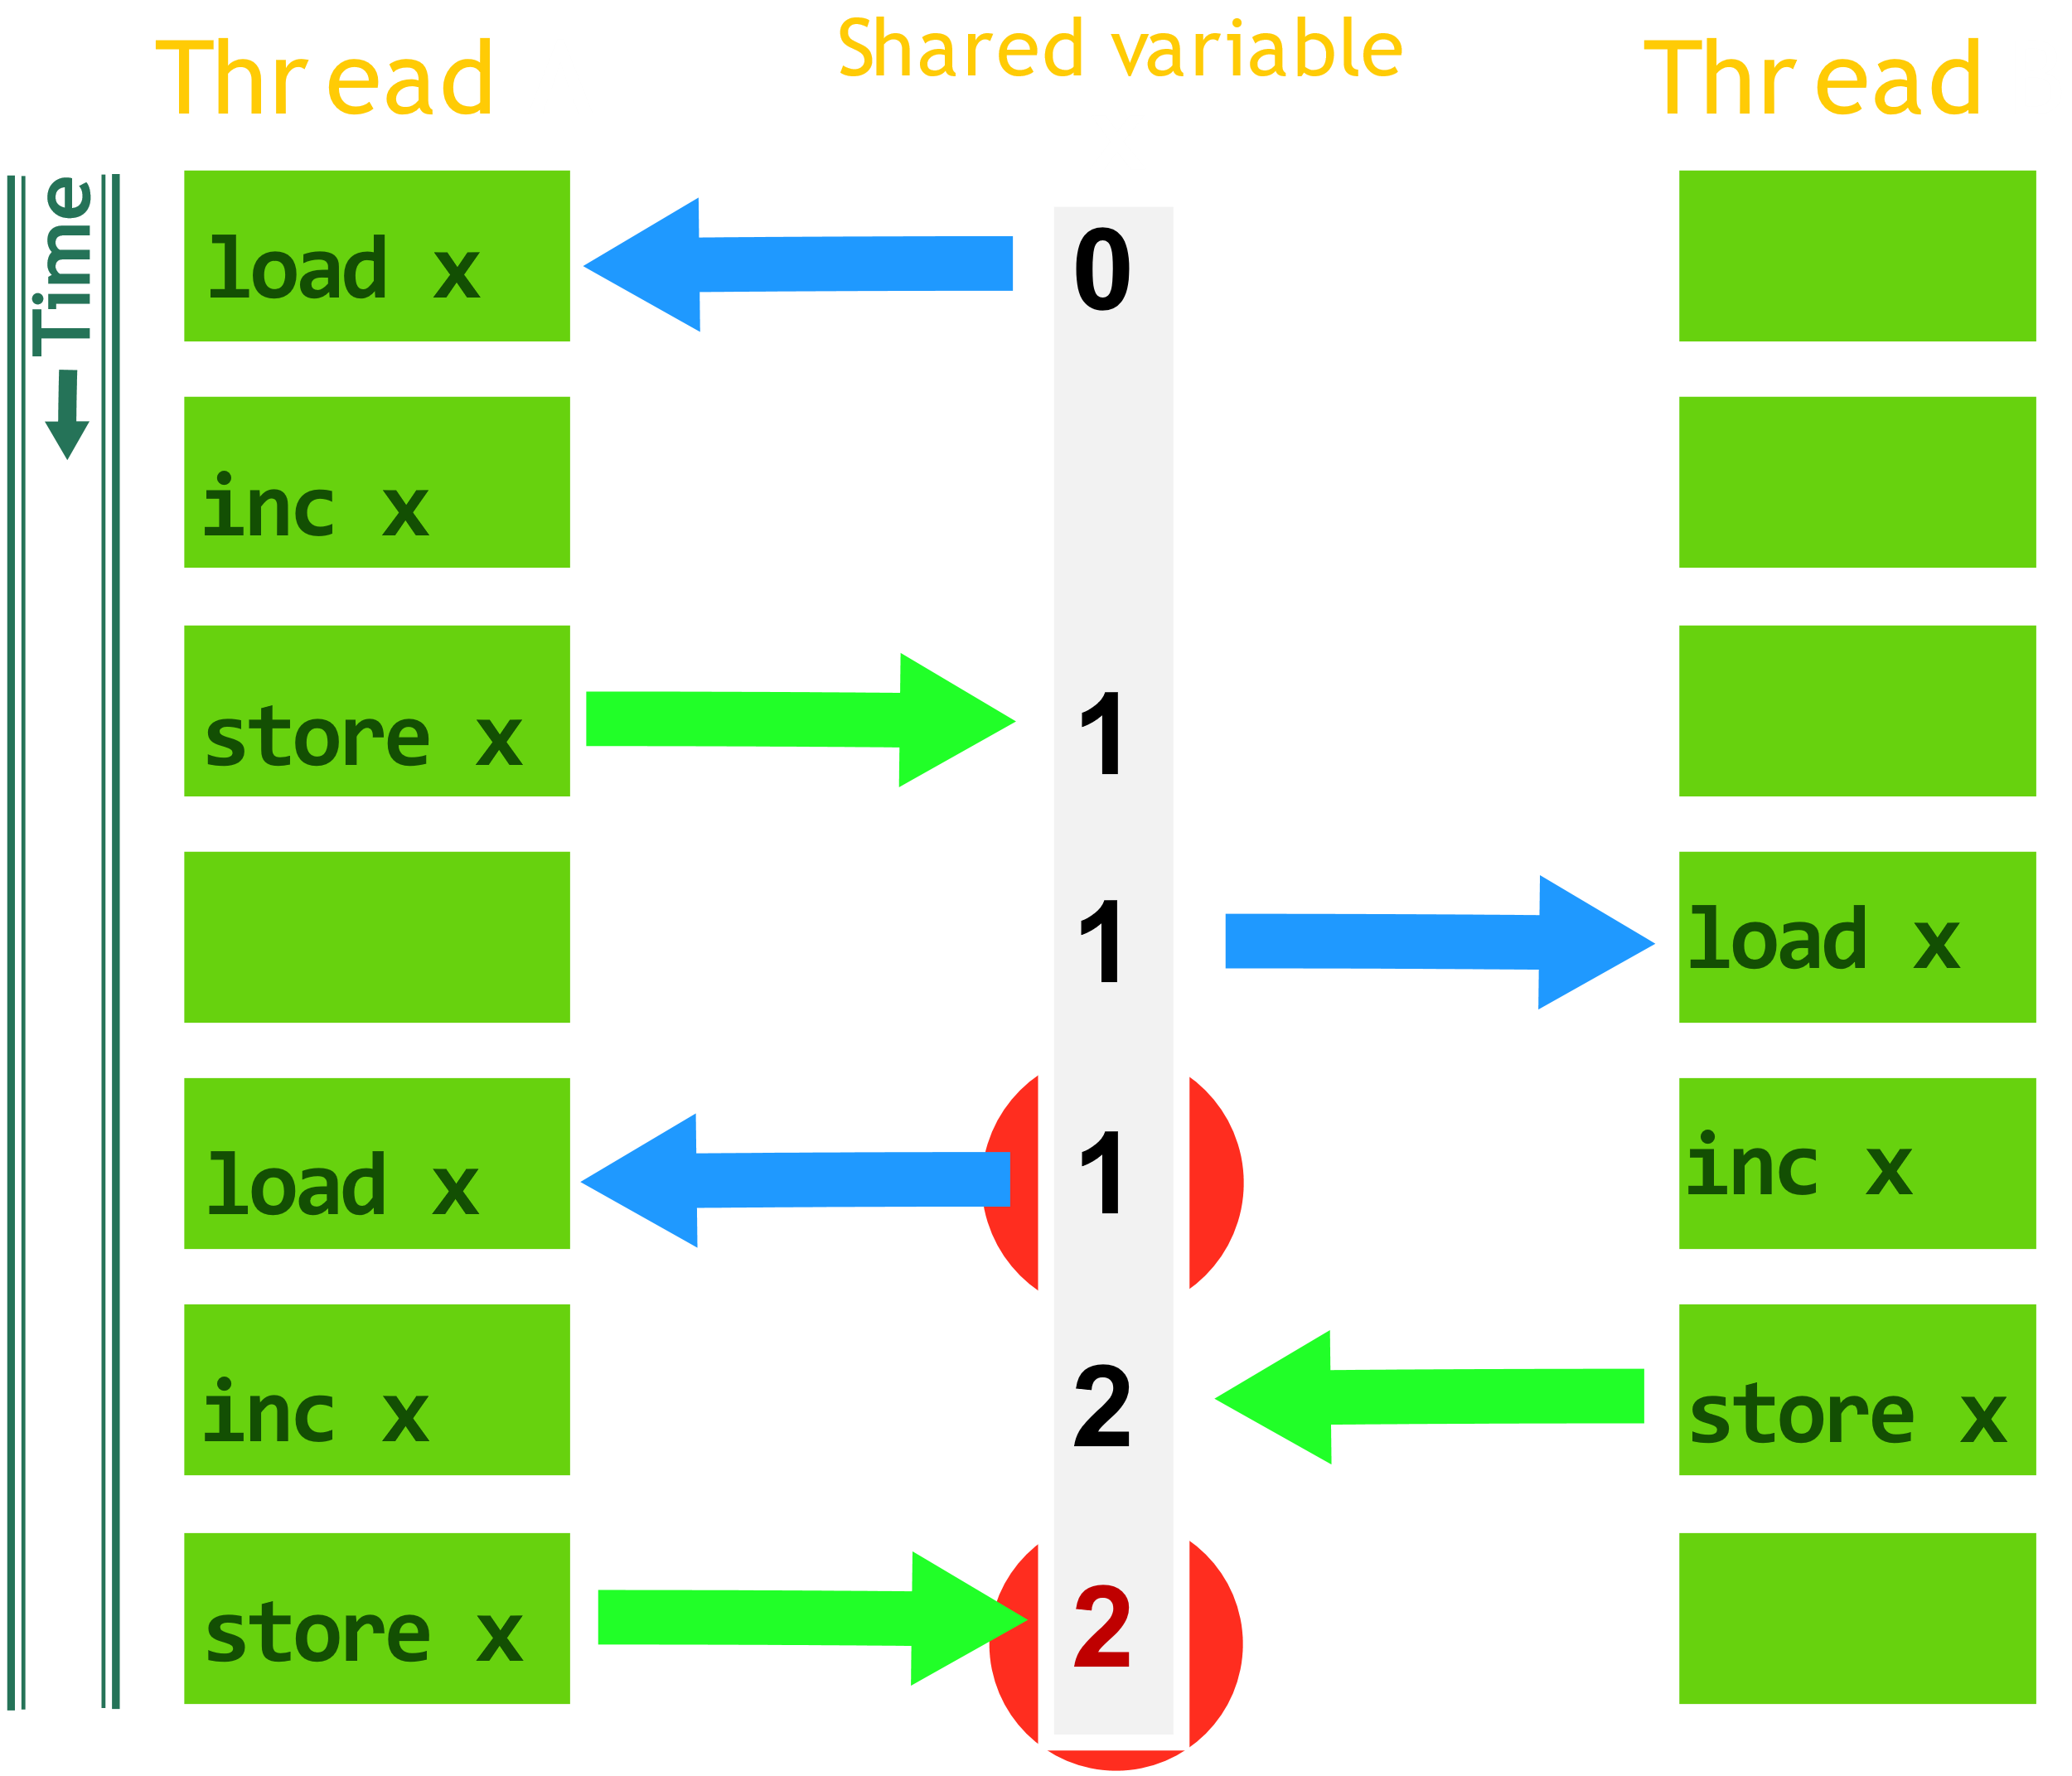 Thread Shared variable Thread
Time
load x 0
inc x
store x 1
1 load x
load x 1 inc x
inc x 2 store x
store x 2